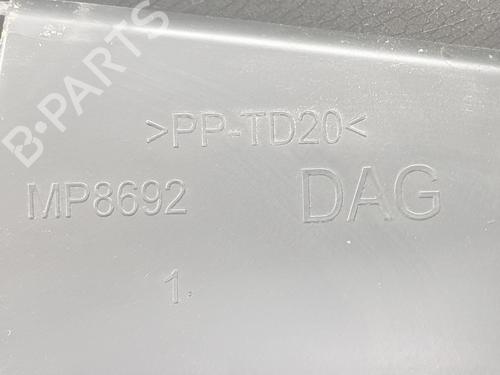 B-PARTS
>PP-TD20<
MP8692 DAG
1